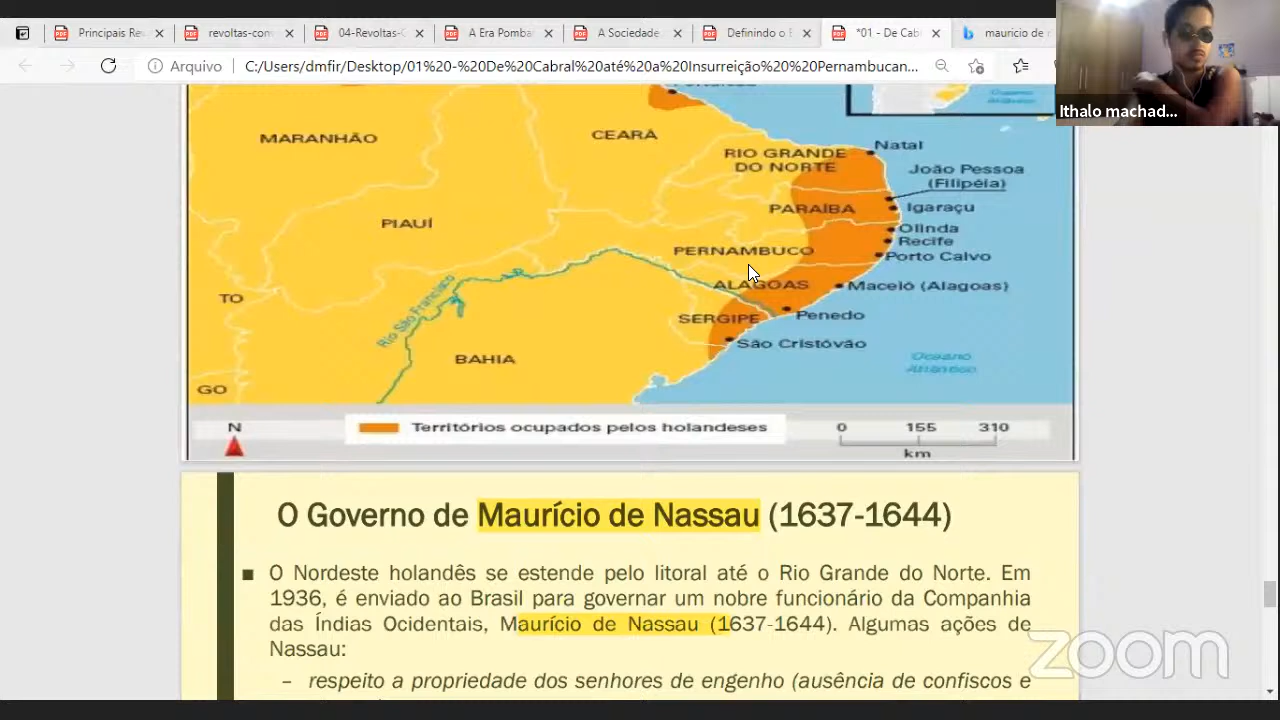 Principais Re
revoltas-con
04-Revoltas-C
A Era Pomba
A Sociedade
Definindo o E
*01 - De Cab
mauricio de n
Arquivo
C:/Users/dmfir/Desktop/01%20-%20De%20Cabral%20até%20a%20Insurreição%20%20Pernambucan...
Ithalo machad...
MARANHÃO
CEARÁ
RIO GRANDE
DO NORTE
Natal
João Pessoa
(Filipéia)
PARAÍBA
Igaraçu
PIAUÍ
Olinda
Recife
PERNAMBUCO
Porto Calvo
ALAGOAS
Maceió (Alagoas)
TO
Rio São Francisco
SERGIPE
Penedo
São Cristóvão
BAHIA
Oceano
Atlântico
GO
N
Territórios ocupados pelos holandeses
0 155 310
km
O Governo de Maurício de Nassau (1637-1644)
■ O Nordeste holandês se estende pelo litoral até o Rio Grande do Norte. Em
1936, é enviado ao Brasil para governar um nobre funcionário da Companhia
das Índias Ocidentais, Maurício de Nassau (1637-1644). Algumas ações de
Nassau:
– respeito a propriedade dos senhores de engenho (ausência de confiscos e
zoom